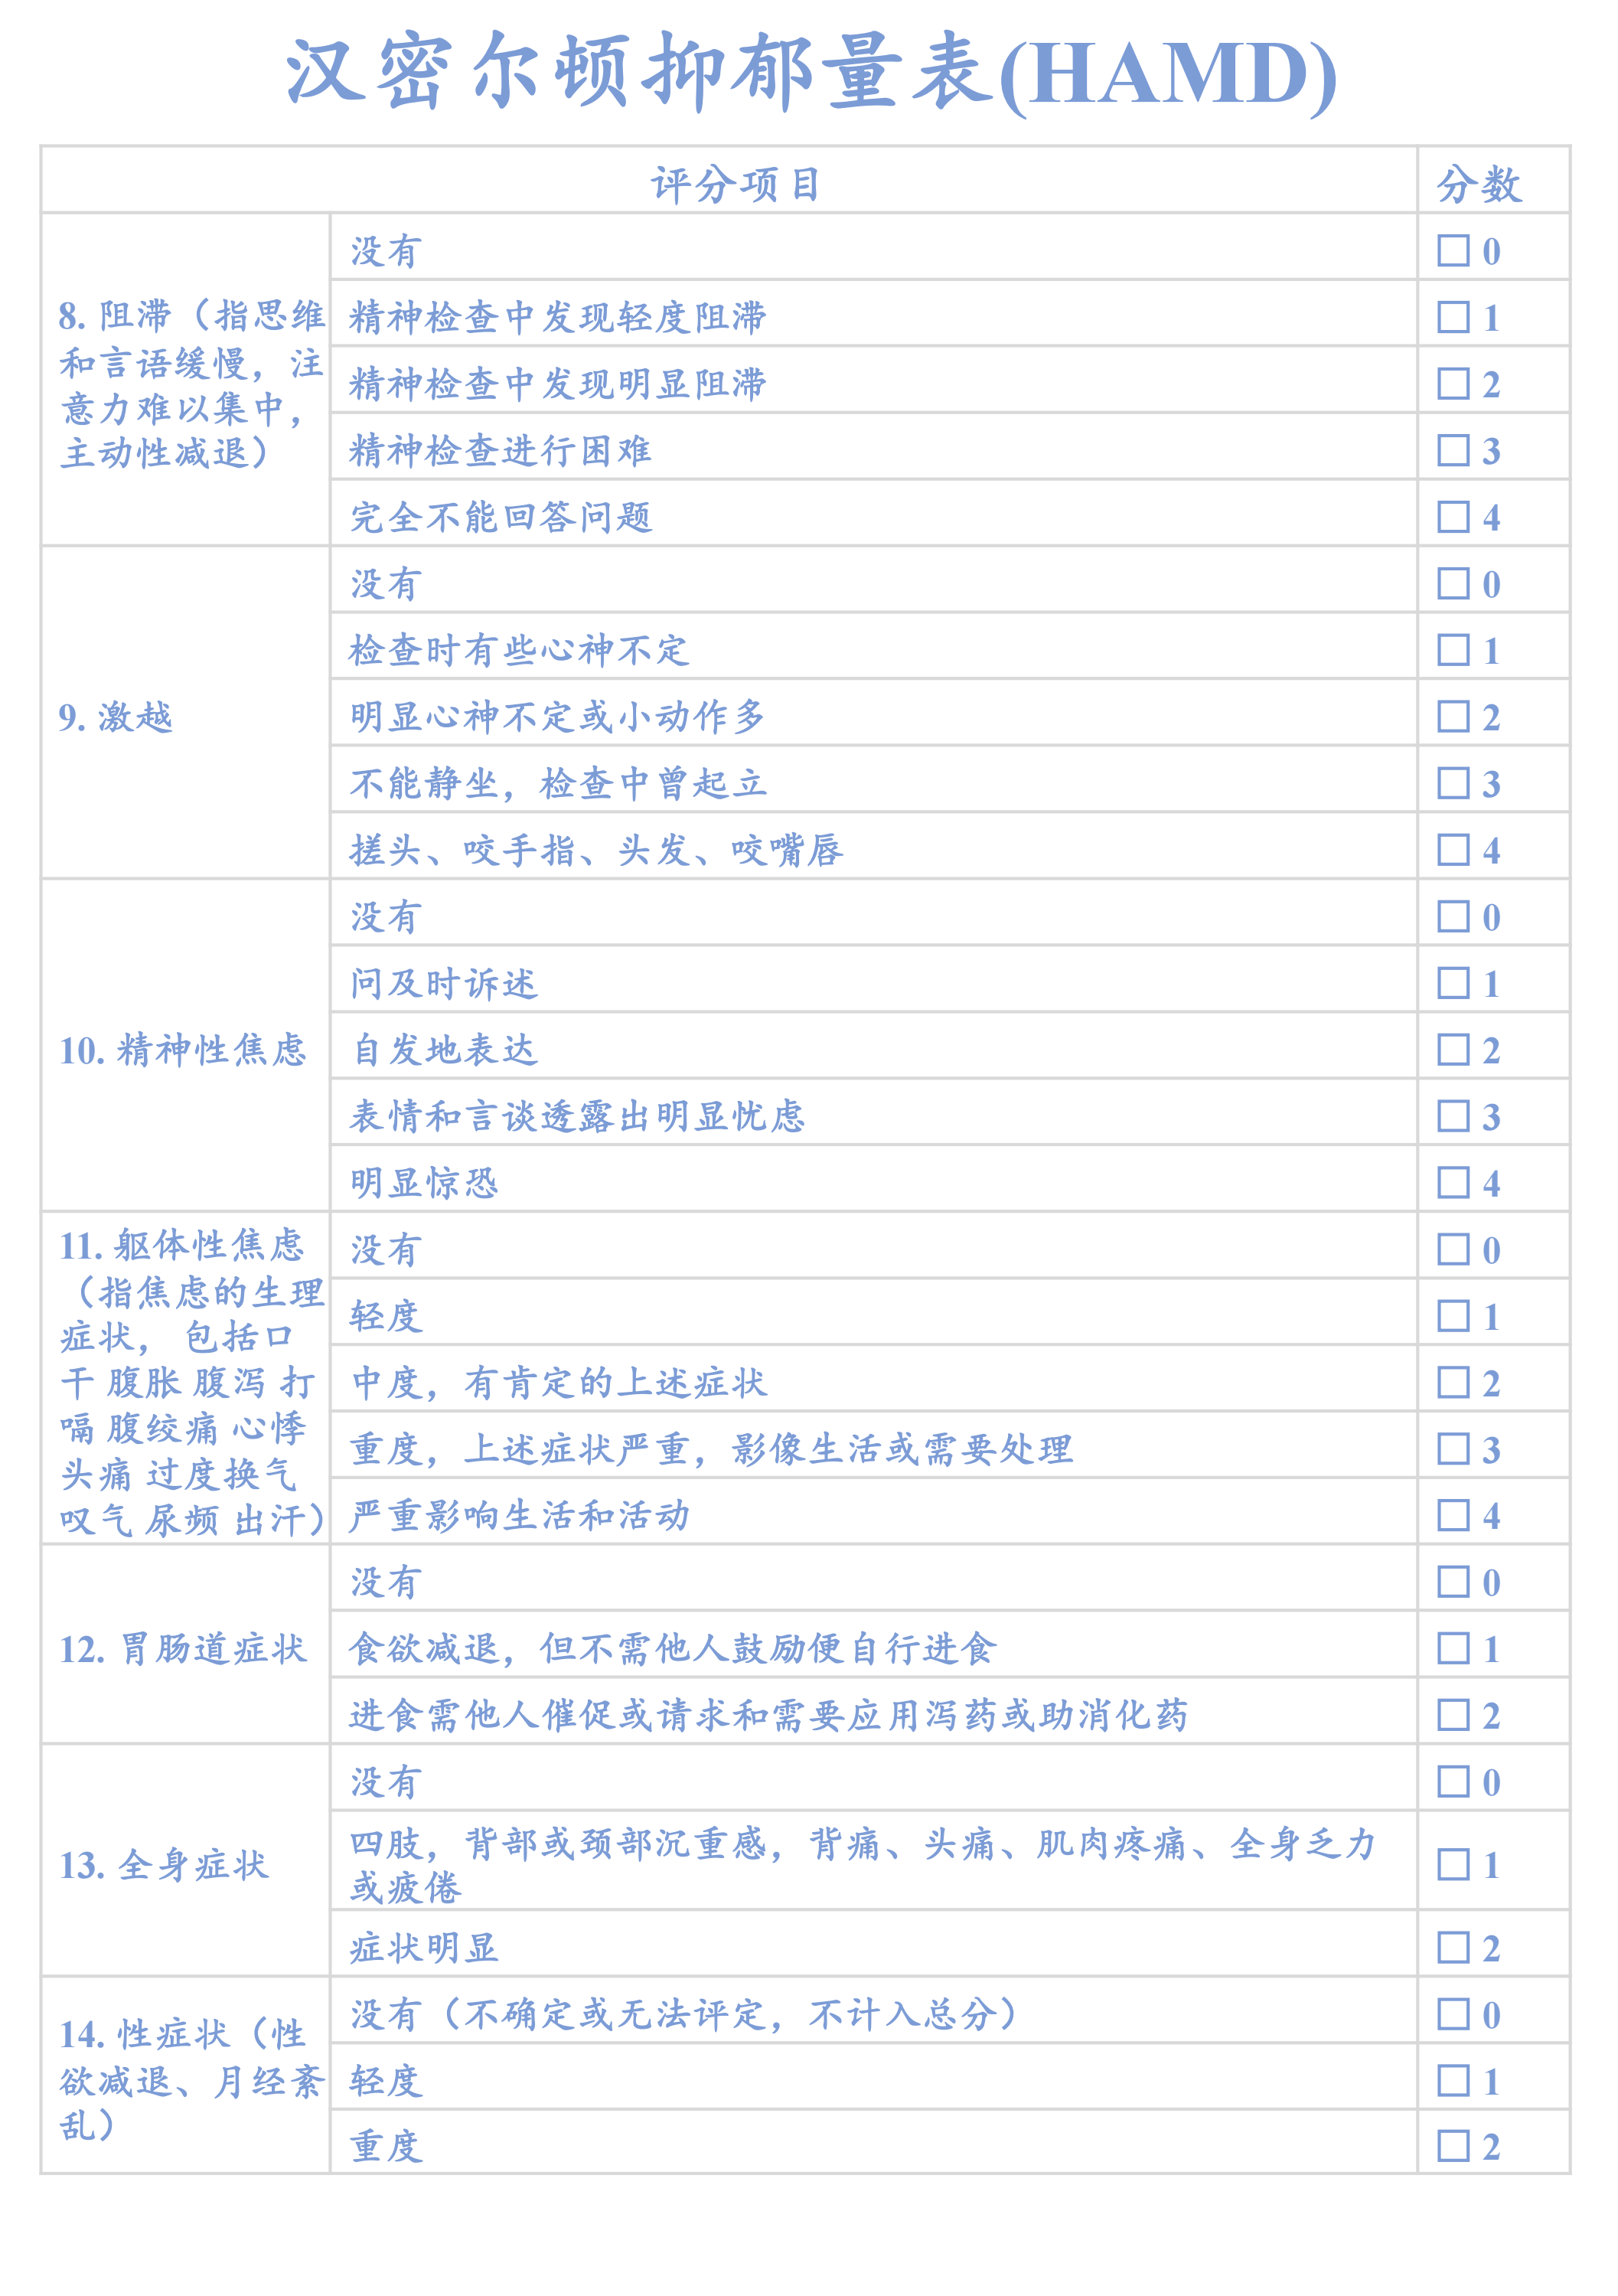 汉密尔顿抑郁量表(HAMD)
评分项目 分数
8. 阻滞（指思维
和言语缓慢，注
意力难以集中，
主动性减退）
没有 □ 0
精神检查中发现轻度阻滞 □ 1
精神检查中发现明显阻滞 □ 2
精神检查进行困难 □ 3
完全不能回答问题 □ 4
9. 激越
没有 □ 0
检查时有些心神不定 □ 1
明显心神不定或小动作多 □ 2
不能静坐，检查中曾起立 □ 3
搓头、咬手指、头发、咬嘴唇 □ 4
10. 精神性焦虑
没有 □ 0
问及时诉述 □ 1
自发地表达 □ 2
表情和言谈透露出明显忧虑 □ 3
明显惊恐 □ 4
11. 躯体性焦虑
（指焦虑的生理
症状， 包括口
干 腹胀 腹泻 打
嗝 腹绞痛 心悸
头痛 过度换气
叹气 尿频 出汗）
没有 □ 0
轻度 □ 1
中度，有肯定的上述症状 □ 2
重度，上述症状严重，影像生活或需要处理 □ 3
严重影响生活和活动 □ 4
12. 胃肠道症状
没有 □ 0
食欲减退，但不需他人鼓励便自行进食 □ 1
进食需他人催促或请求和需要应用泻药或助消化药 □ 2
13. 全身症状
没有 □ 0
四肢，背部或颈部沉重感，背痛、头痛、肌肉疼痛、全身乏力
或疲倦 □ 1
症状明显 □ 2
14. 性症状（性
欲减退、月经紊
乱）
没有（不确定或无法评定，不计入总分） □ 0
轻度 □ 1
重度 □ 2